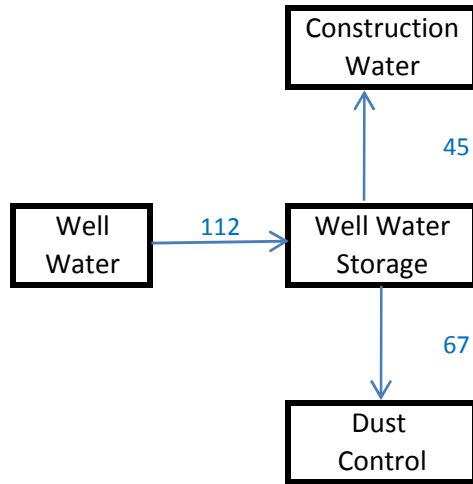 Construction
Water
45
Well
Water
112
Well Water
Storage
67
Dust
Control